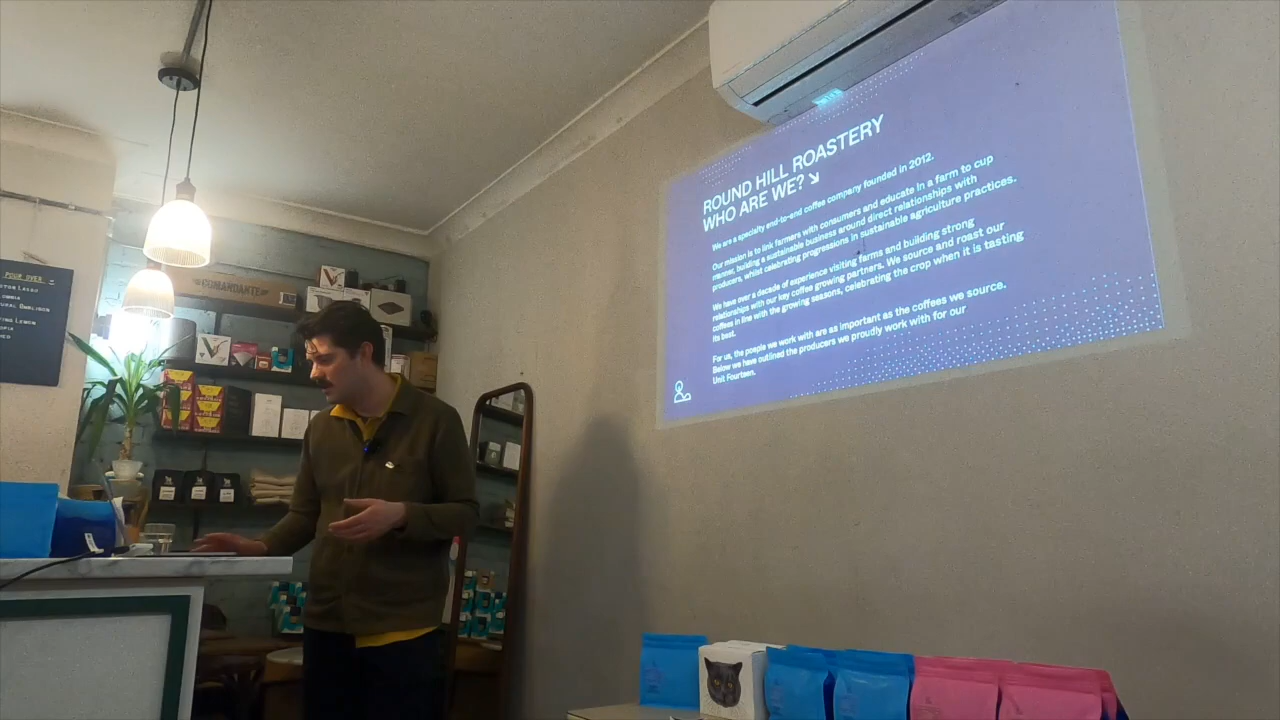 ROUND HILL ROASTERY
WHO ARE WE? ↘
We are a specialty end-to-end coffee company founded in 2012.
Our mission is to link farmers with consumers and educate in a farm to cup
manner, building a sustainable business around direct relationships with
producers, whilst celebrating progressions in sustainable agriculture practices.
We have over a decade of experience visiting farms and building strong
relationships with our key coffee growing partners. We source and roast our
coffees in line with the growing seasons, celebrating the crop when it is tasting
its best.
For us, the poeple we work with are as important as the coffees we source.
Below we have outlined the producers we proudly work with for our
Unit Fourteen.
COMANDANTE
POUR OVER